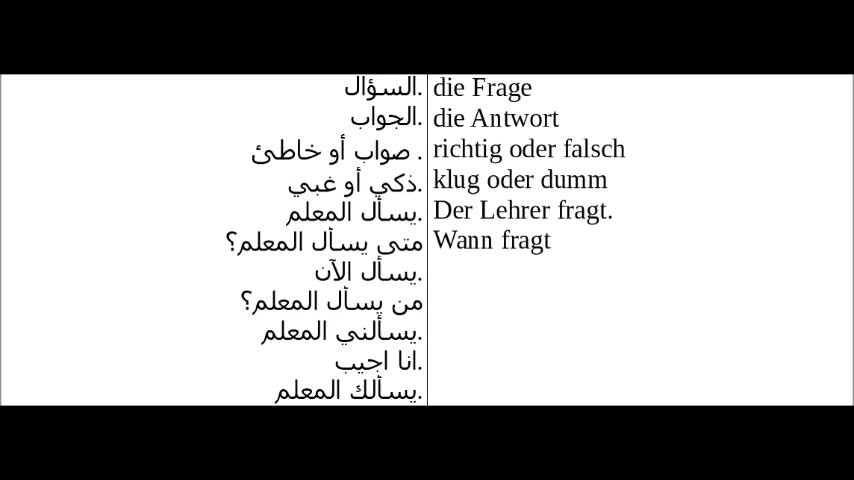 السؤال.
الجواب.
صواب أو خاطئ .
ذكي أو غبي.
يسأل المعلم.
متى يسأل المعلم؟
يسأل الآن.
من يسأل المعلم؟
يسألني المعلم.
انا اجيب.
يسألك المعلم.
die Frage
die Antwort
richtig oder falsch
klug oder dumm
Der Lehrer fragt.
Wann fragt